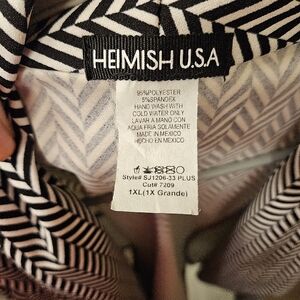 HEIMISH U.S.A
95%POLYESTER
5%SPANDEX
HAND WASH WITH
COLD WATER ONLY
LAVAR A MANO CON
AQUA FRIA SOLAMENTE
MADE IN MEXICO
HECHO EN MEXICO
Style# SJ1206-33 PLUS
Cut# 7209
1XL(1X Grande)